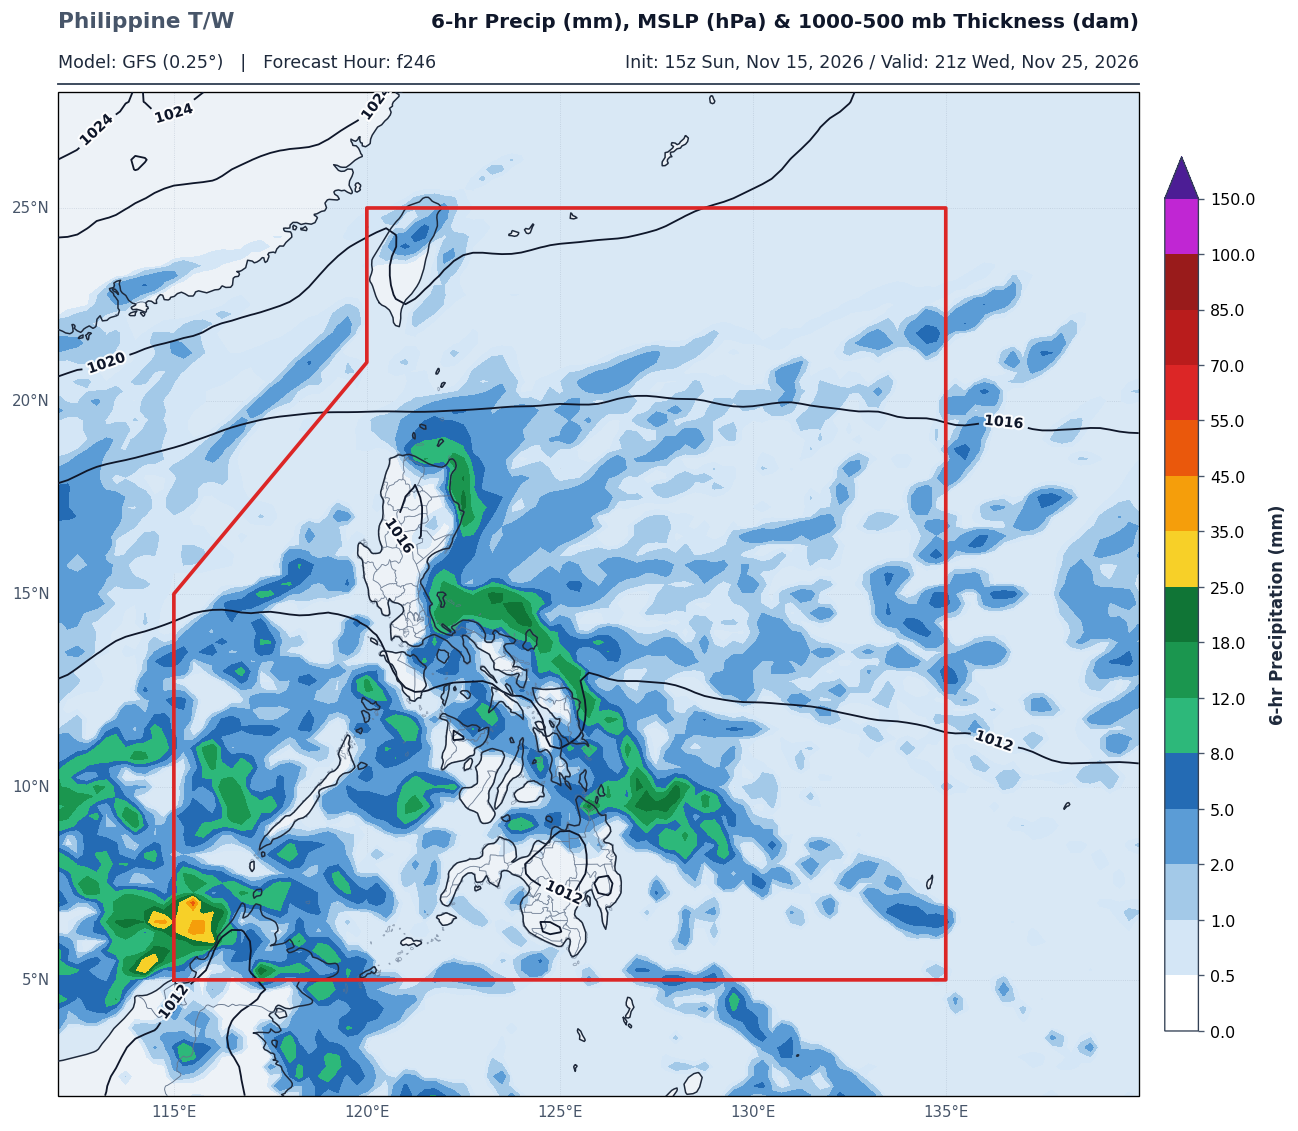 Philippine T/W
6-hr Precip (mm), MSLP (hPa) & 1000-500 mb Thickness (dam)
Model: GFS (0.25°) | Forecast Hour: f246
Init: 15z Sun, Nov 15, 2026 / Valid: 21z Wed, Nov 25, 2026
1024
1024
1024
1020
1016
1016
1012
1012
1012
25°N
20°N
15°N
10°N
5°N
115°E
120°E
125°E
130°E
135°E
150.0
100.0
85.0
70.0
55.0
45.0
35.0
25.0
18.0
12.0
8.0
5.0
2.0
1.0
0.5
0.0
6-hr Precipitation (mm)